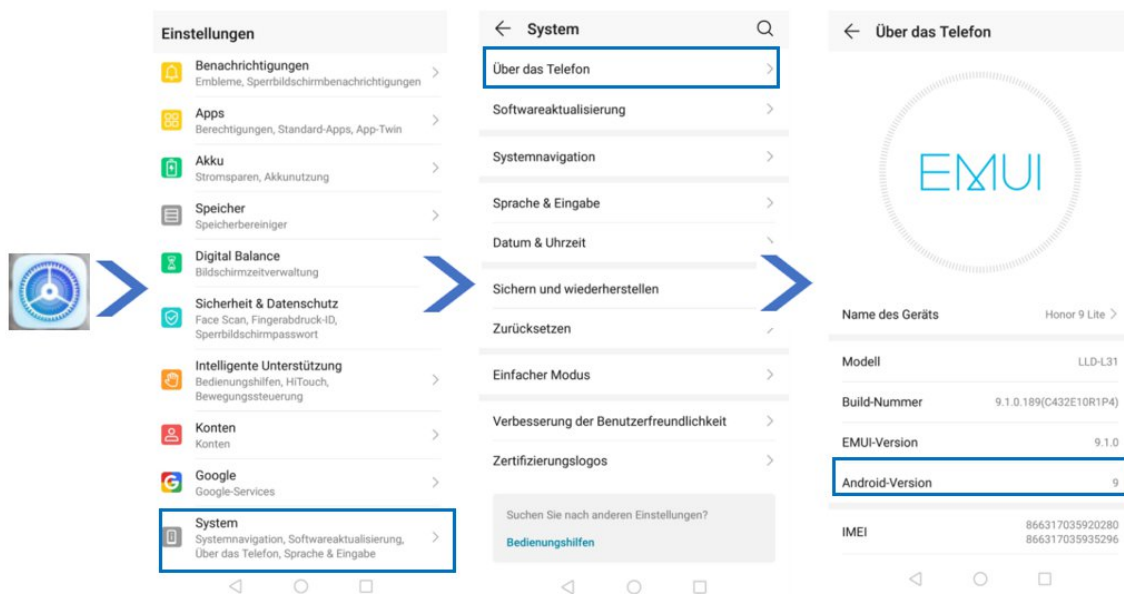 Einstellungen
Benachrichtigungen
Embleme, Sperrbildschirmbenachrichtigungen
Apps
Berechtigungen, Standard-Apps, App-Twin
Akku
Stromsparen, Akkunutzung
Speicher
Speicherbereiniger
Digital Balance
Bildschirmzeitverwaltung
Sicherheit & Datenschutz
Face Scan, Fingerabdruck-ID,
Sperrbildschirmpasswort
Intelligente Unterstützung
Bedienungshilfen, HiTouch,
Bewegungssteuerung
Konten
Konten
Google
Google-Services
System
Systemnavigation, Softwareaktualisierung,
Über das Telefon, Sprache & Eingabe
System
Über das Telefon
Softwareaktualisierung
Systemnavigation
Sprache & Eingabe
Datum & Uhrzeit
Sichern und wiederherstellen
Zurücksetzen
Einfacher Modus
Verbesserung der Benutzerfreundlichkeit
Zertifizierungslogos
Suchen Sie nach anderen Einstellungen?
Bedienungshilfen
Über das Telefon
EMUI
Name des Geräts Honor 9 Lite
Modell LLD-L31
Build-Nummer 9.1.0.189(C432E10R1P4)
EMUI-Version 9.1.0
Android-Version 9
IMEI 866317035920280
866317035935296